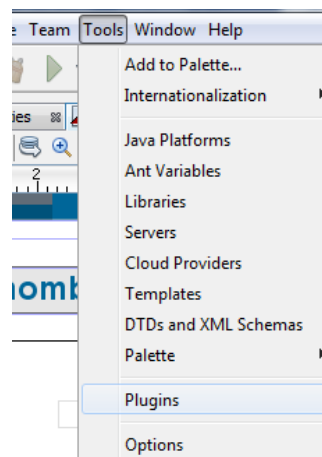 Team Tools Window Help
Add to Palette...
Internationalization
ies
Java Platforms
2
Ant Variables
Libraries
Servers
Cloud Providers
omb
Templates
DTDs and XML Schemas
Palette
Plugins
Options